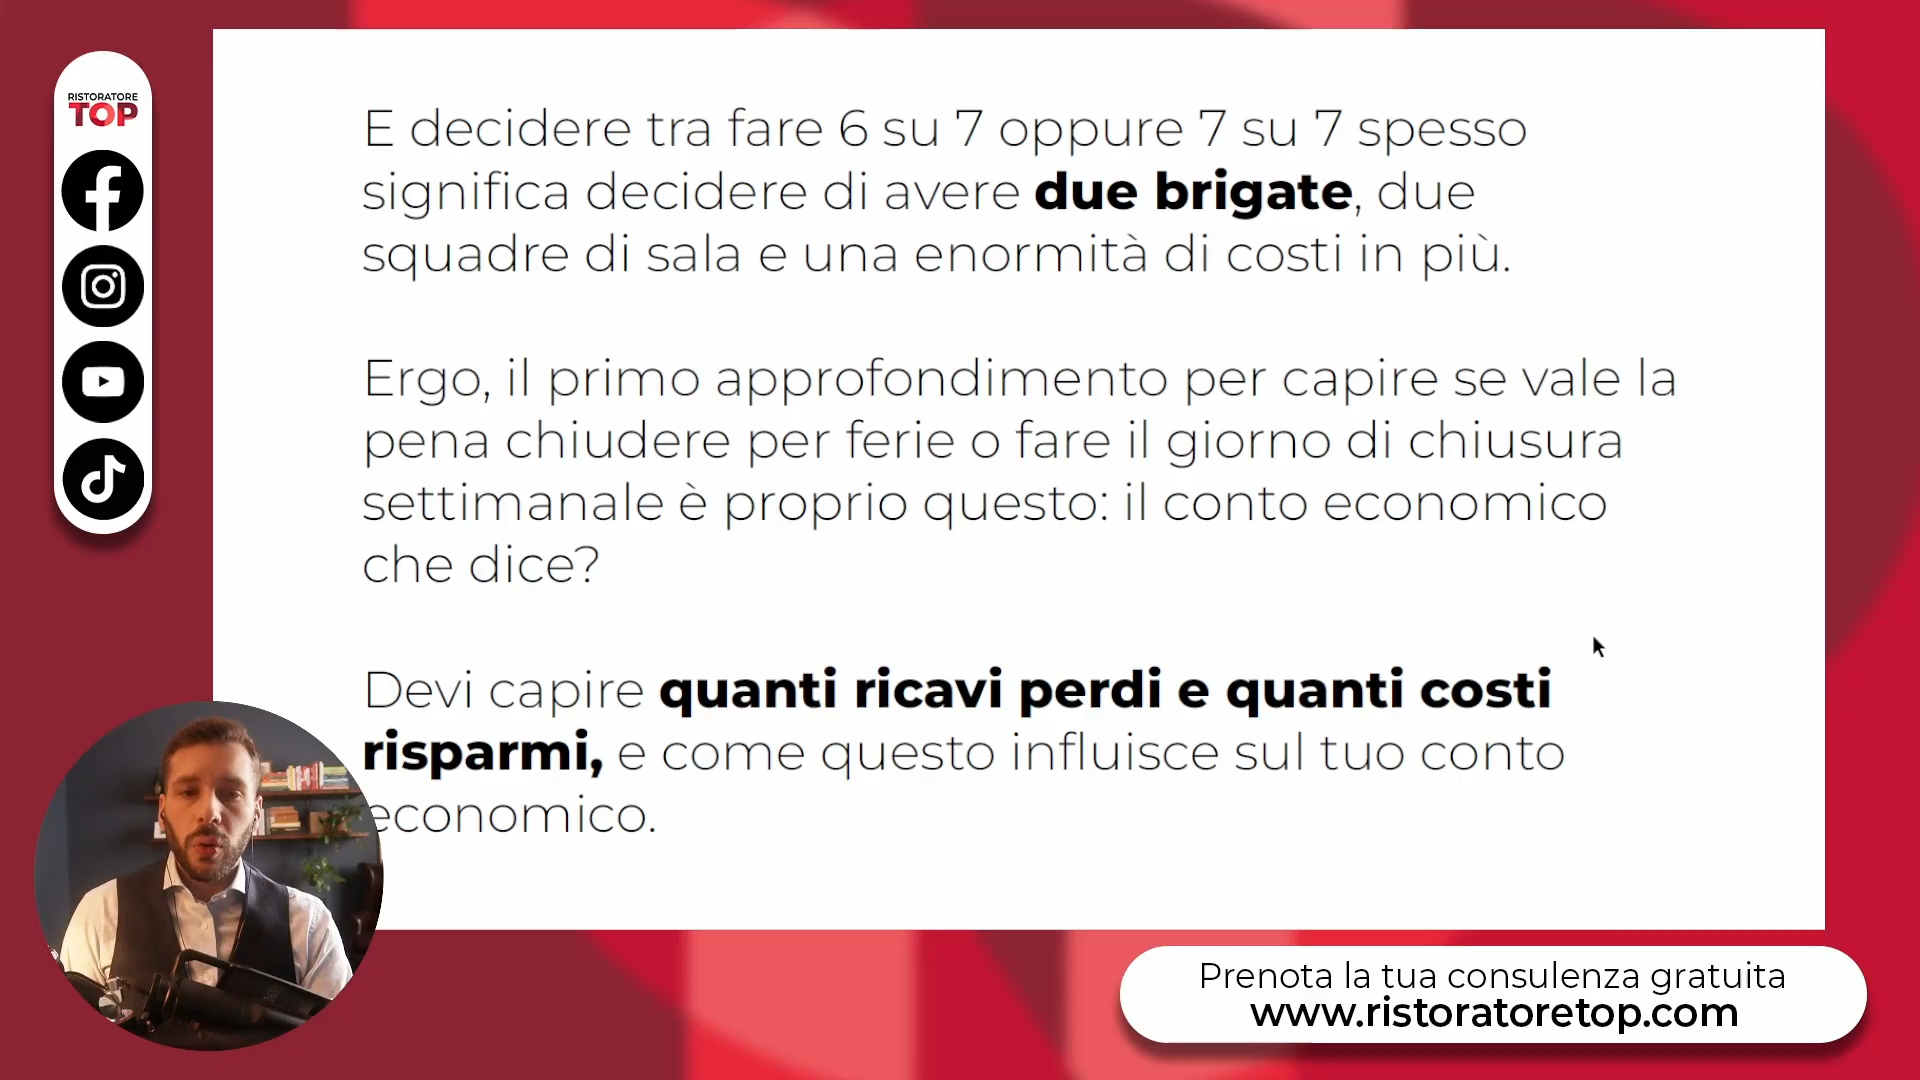 RISTORATORE
TOP
E decidere tra fare 6 su 7 oppure 7 su 7 spesso
significa decidere di avere due brigate, due
squadre di sala e una enormità di costi in più.
Ergo, il primo approfondimento per capire se vale la
pena chiudere per ferie o fare il giorno di chiusura
settimanale è proprio questo: il conto economico
che dice?
Devi capire quanti ricavi perdi e quanti costi
risparmi, e come questo influisce sul tuo conto
economico.
Prenota la tua consulenza gratuita
www.ristoratoretop.com